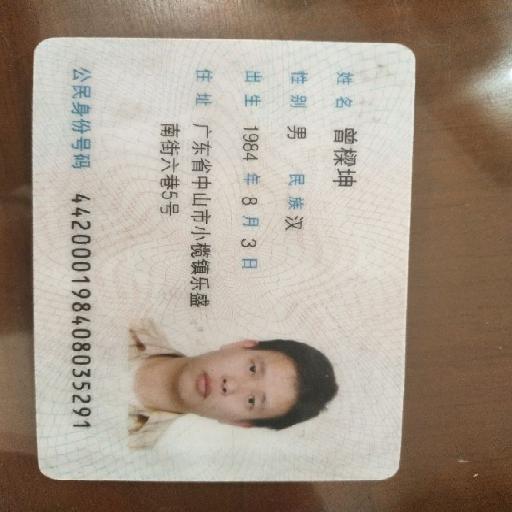 姓名 曾樑坤
性别 男 民族 汉
出生 1984 年 8 月 3 日
住址 广东省中山市小榄镇乐盛
南街六巷5号
公民身份号码 442000198408035291